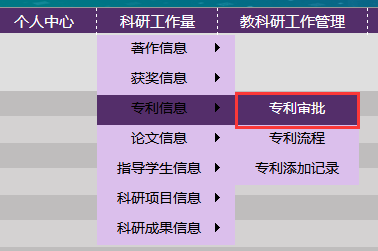 个人中心 科研工作量 教科研工作管理
著作信息
获奖信息
专利信息 专利审批
论文信息 专利流程
指导学生信息 专利添加记录
科研项目信息
科研成果信息